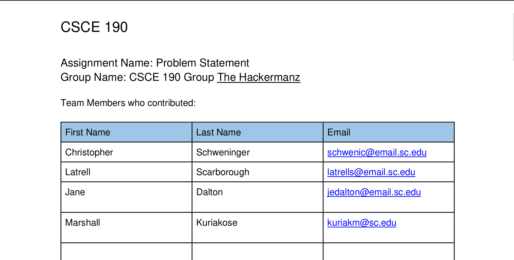 CSCE 190
Assignment Name: Problem Statement
Group Name: CSCE 190 Group The Hackermanz
Team Members who contributed:
First Name Last Name Email
Christopher Schweninger schwenic@email.sc.edu
Latrell Scarborough latrells@email.sc.edu
Jane Dalton jedalton@email.sc.edu
Marshall Kuriakose kuriakm@sc.edu